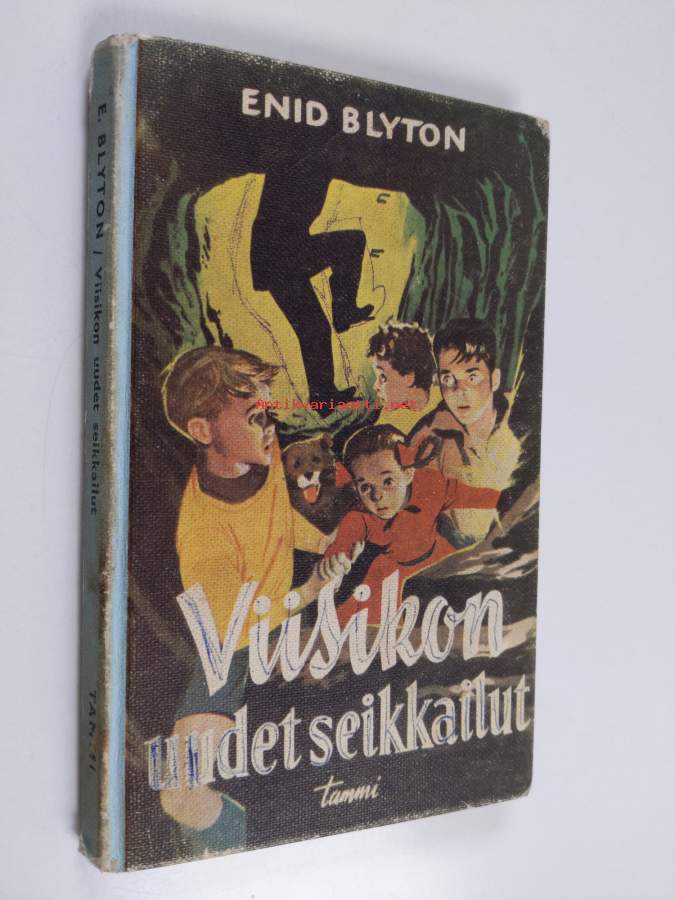 ENID BLYTON
Antikvariaatti.net
Viisikon
uudet seikkailut
tammi
E. BLYTON / Viisikon uudet seikkailut
TAMMI